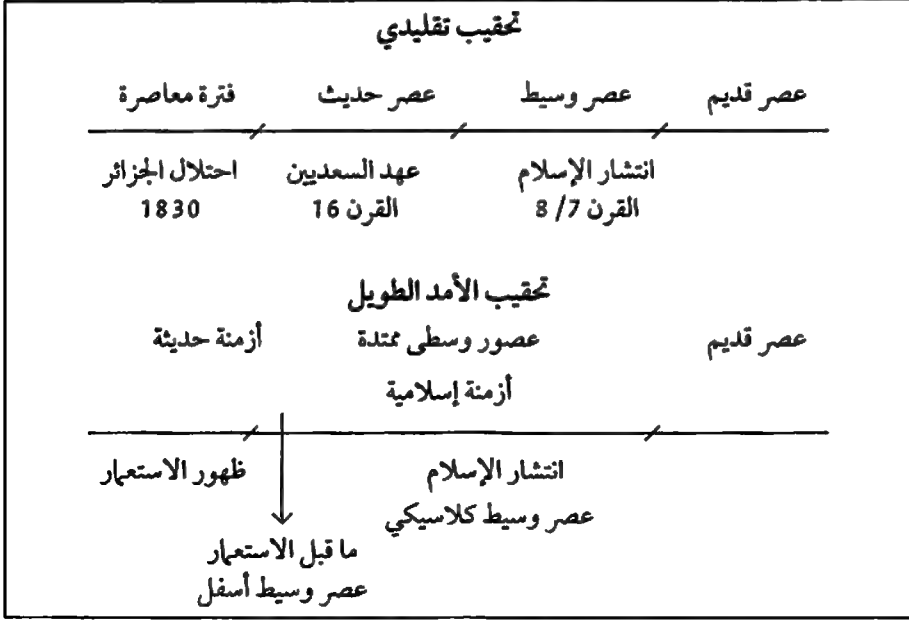 تحقيب تقليدي
عصر قديم عصر وسيط عصر حديث فترة معاصرة
انتشار الإسلام عهد السعديين احتلال الجزائر
القرن 7/ 8 القرن 16 1830
تحقيب الأمد الطويل
عصر قديم عصور وسطى ممتدة أزمنة حديثة
أزمنة إسلامية
انتشار الإسلام ظهور الاستعمار
عصر وسيط كلاسيكي
ما قبل الاستعمار
عصر وسيط أسفل